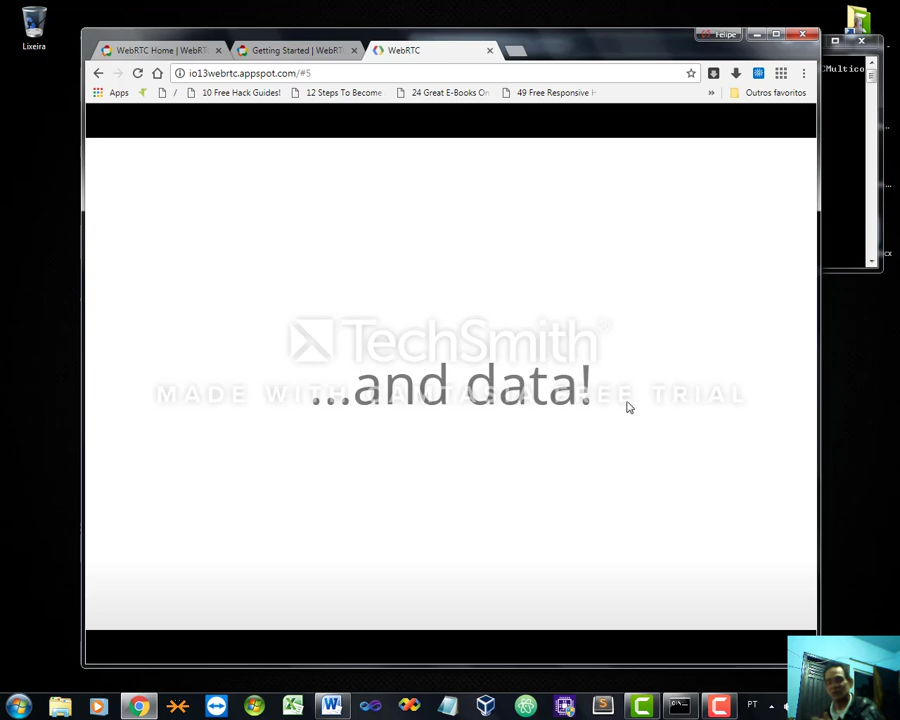 Lixeira
WebRTC Home | WebRT
Getting Started | WebRT
WebRTC
Felipe
io13webrtc.appspot.com/#5
Apps
/
10 Free Hack Guides!
12 Steps To Become
24 Great E-Books On
49 Free Responsive H
»
Outros favoritos
CMultico
TechSmith®
...and data!
MADE WITH CAMTASIA FREE TRIAL
cx
PT